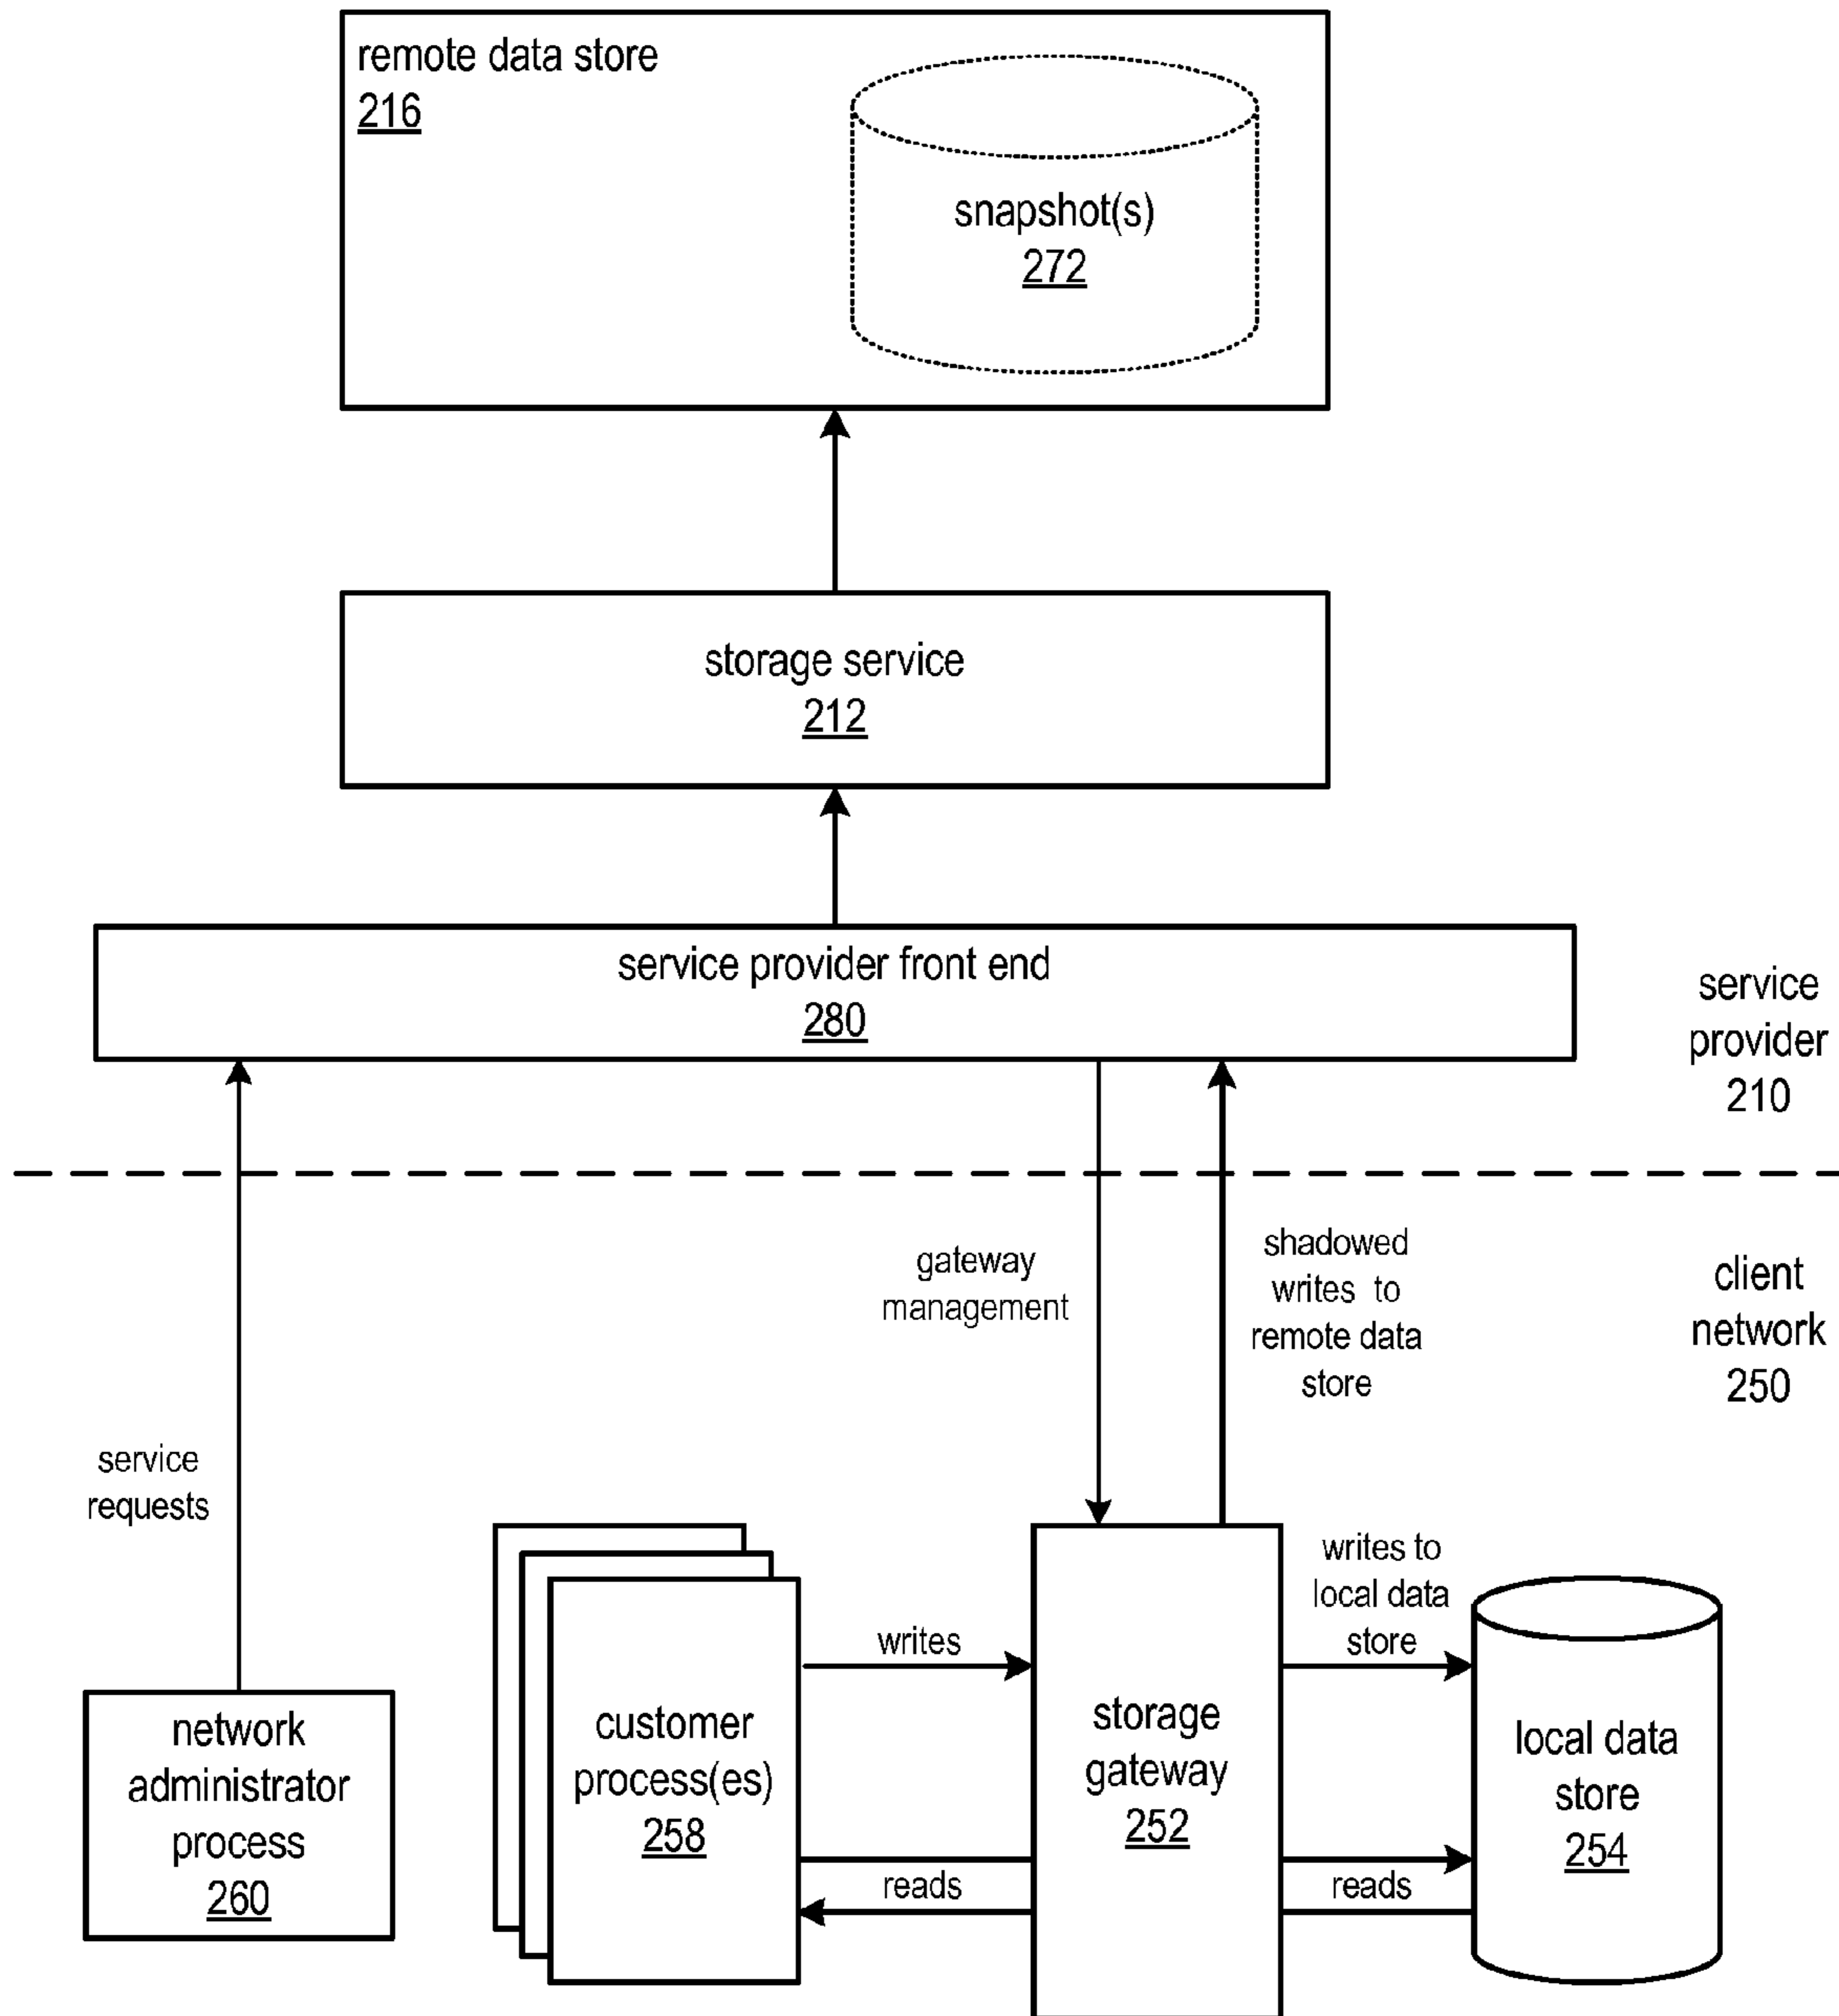 remote data store
216
snapshot(s)
272
storage service
212
service provider front end
280
service
provider
210
client
network
250
gateway
management
shadowed
writes to
remote data
store
service
requests
network
administrator
process
260
customer
process(es)
258
writes
reads
storage
gateway
252
writes to
local data
store
reads
local data
store
254